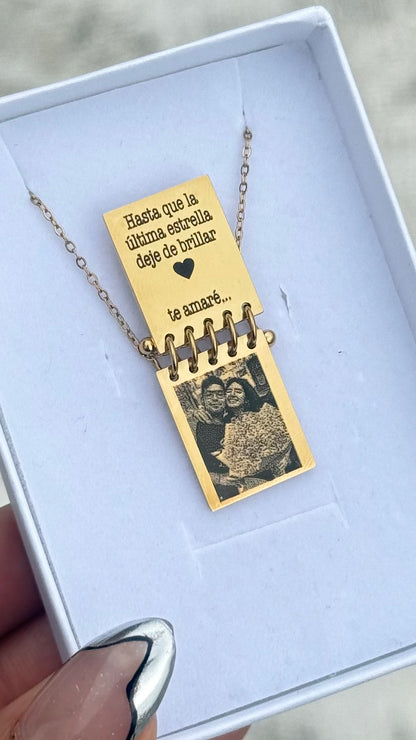 Hasta que la
última estrella
deje de brillar
te amaré...